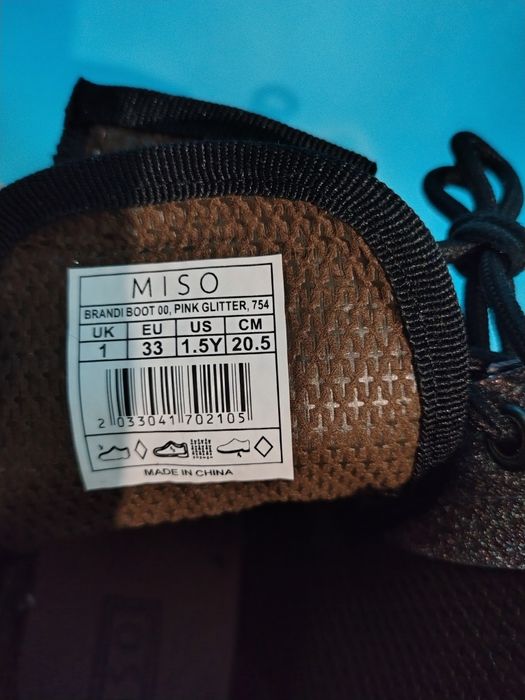 MISO
BRANDI BOOT 00, PINK GLITTER, 754
UK EU US CM
1 33 1.5Y 20.5
2 033041 702105
MADE IN CHINA